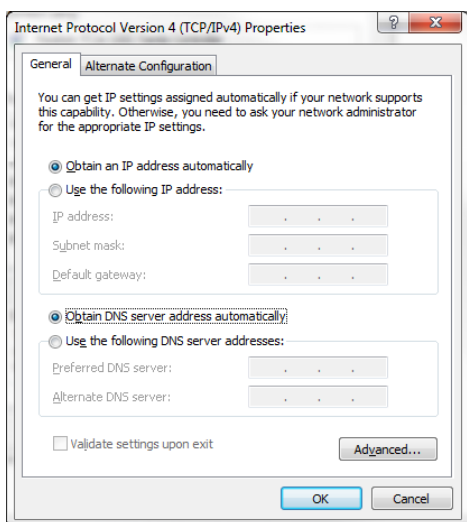 Internet Protocol Version 4 (TCP/IPv4) Properties
General
Alternate Configuration
You can get IP settings assigned automatically if your network supports
this capability. Otherwise, you need to ask your network administrator
for the appropriate IP settings.
Obtain an IP address automatically
Use the following IP address:
IP address:
Subnet mask:
Default gateway:
Obtain DNS server address automatically
Use the following DNS server addresses:
Preferred DNS server:
Alternate DNS server:
Validate settings upon exit
Advanced...
OK
Cancel